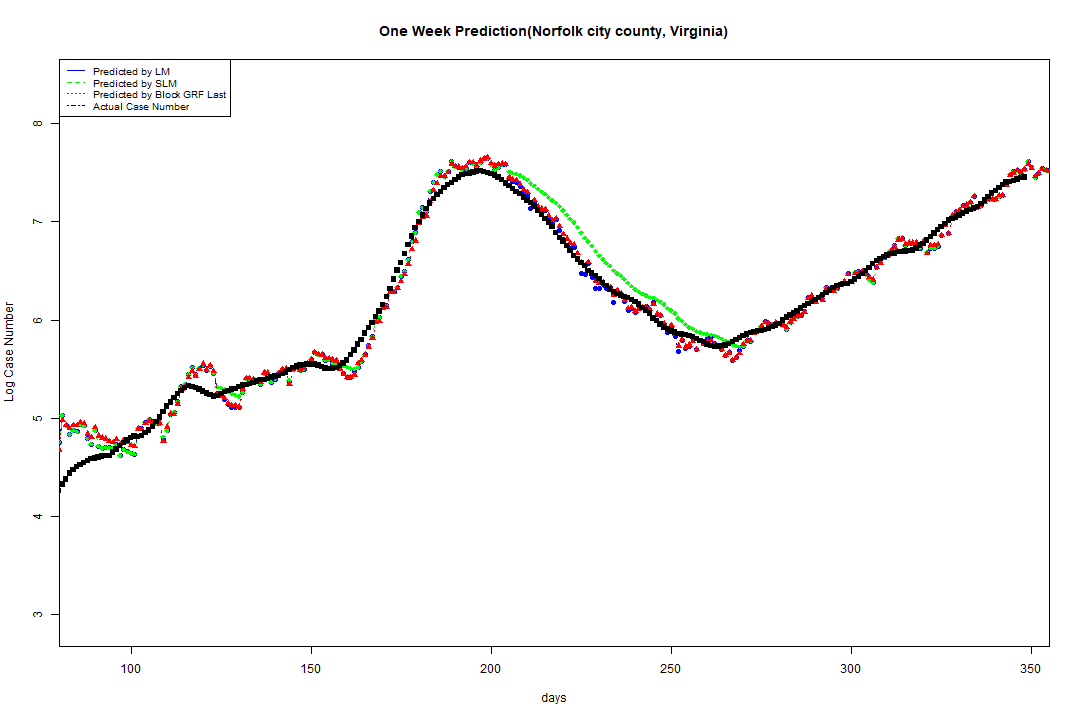 One Week Prediction(Norfolk city county, Virginia)
Predicted by LM
Predicted by SLM
Predicted by Block GRF Last
Actual Case Number
8
7
6
5
4
3
Log Case Number
100 150 200 250 300 350
days